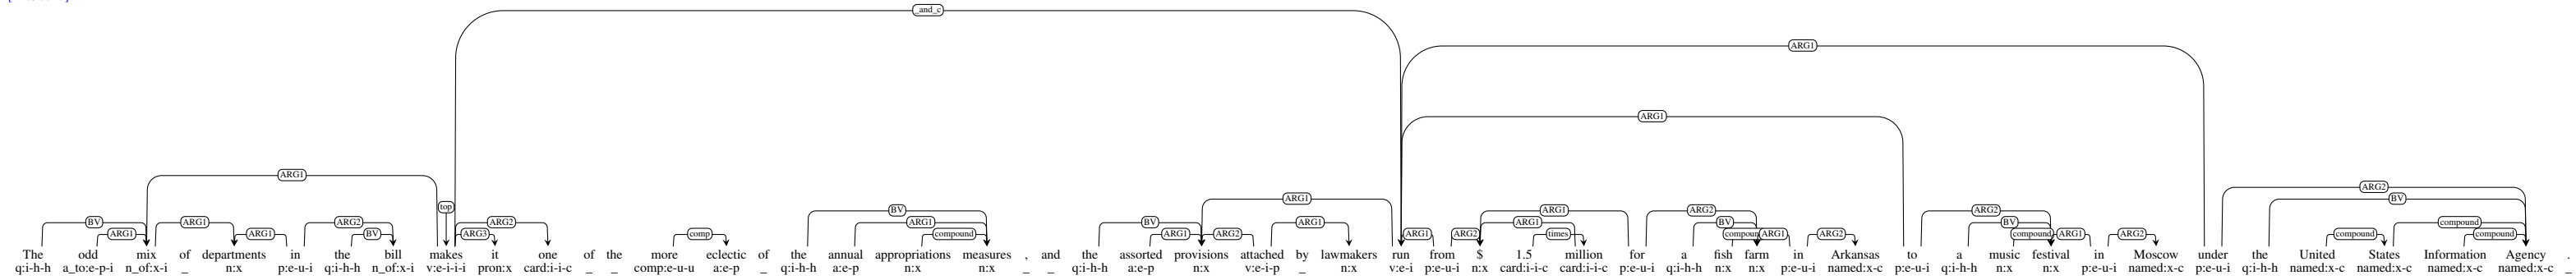 _and_c
ARG1
ARG1
ARG1 top ARG1
BV ARG1 ARG2 ARG2 BV ARG1 BV ARG1 ARG2 ARG2 ARG2 BV
ARG1 ARG1 BV ARG3 comp compound ARG1 ARG2 ARG1 ARG1 ARG2 ARG1 times BV compound ARG1 ARG2 BV compound ARG1 ARG2 compound compound compound
The odd mix of departments in the bill makes it one of the more eclectic of the annual appropriations measures , and the assorted provisions attached by lawmakers run from $ 1.5 million for a fish farm in Arkansas to a music festival in Moscow under the United States Information Agency .
q:i-h-h a_to:e-p-i n_of:x-i _ n:x p:e-u-i q:i-h-h n_of:x-i v:e-i-i-i pron:x card:i-i-c _ _ comp:e-u-u a:e-p _ q:i-h-h a:e-p n:x n:x _ _ q:i-h-h a:e-p n:x v:e-i-p _ n:x v:e-i p:e-u-i n:x card:i-i-c card:i-i-c p:e-u-i q:i-h-h n:x n:x p:e-u-i named:x-c p:e-u-i q:i-h-h n:x n:x p:e-u-i named:x-c p:e-u-i q:i-h-h named:x-c named:x-c named:x-c named:x-c _